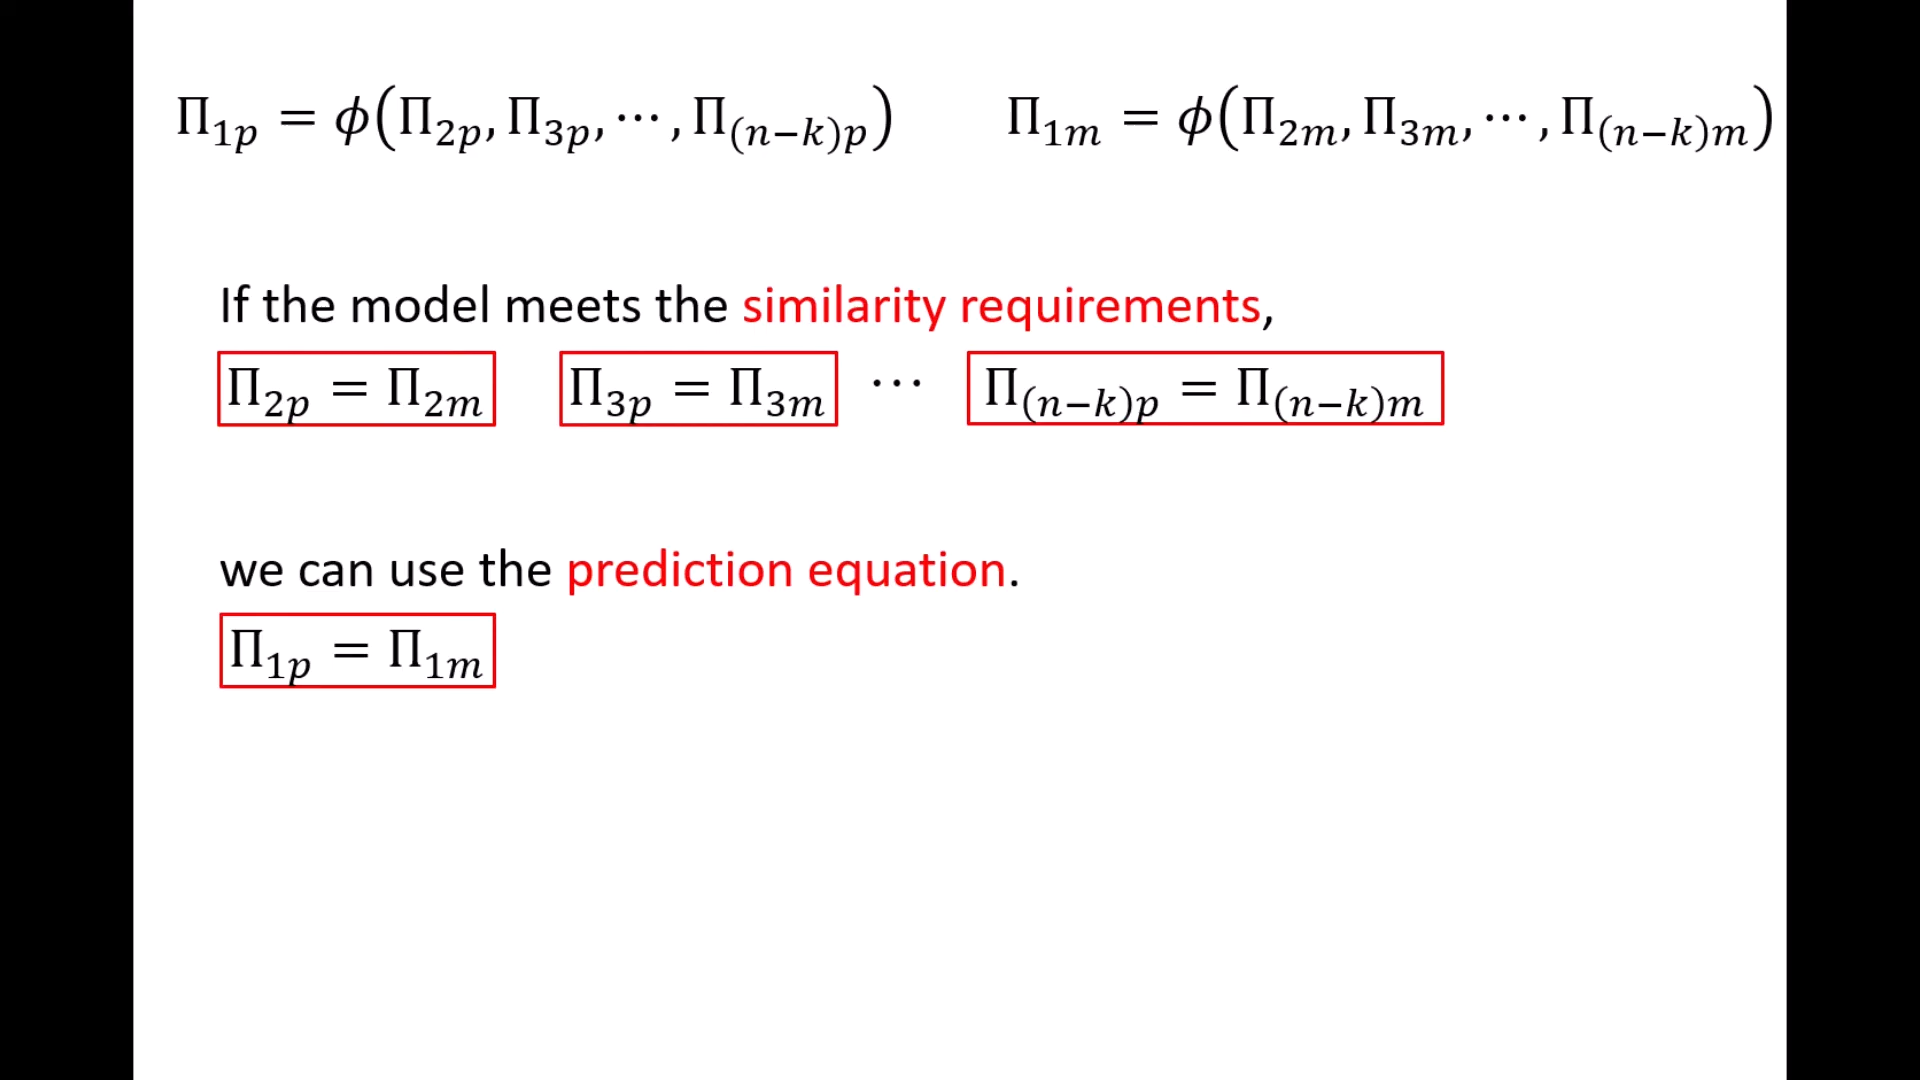 Π₁ₚ = ϕ(Π₂ₚ, Π₃ₚ, ⋯ , Π₍ₙ₋ₖ₎ₚ) Π₁ₘ = ϕ(Π₂ₘ, Π₃ₘ, ⋯ , Π₍ₙ₋ₖ₎ₘ)
If the model meets the similarity requirements,
Π₂ₚ = Π₂ₘ Π₃ₚ = Π₃ₘ ⋯ Π₍ₙ₋ₖ₎ₚ = Π₍ₙ₋ₖ₎ₘ
we can use the prediction equation.
Π₁ₚ = Π₁ₘ